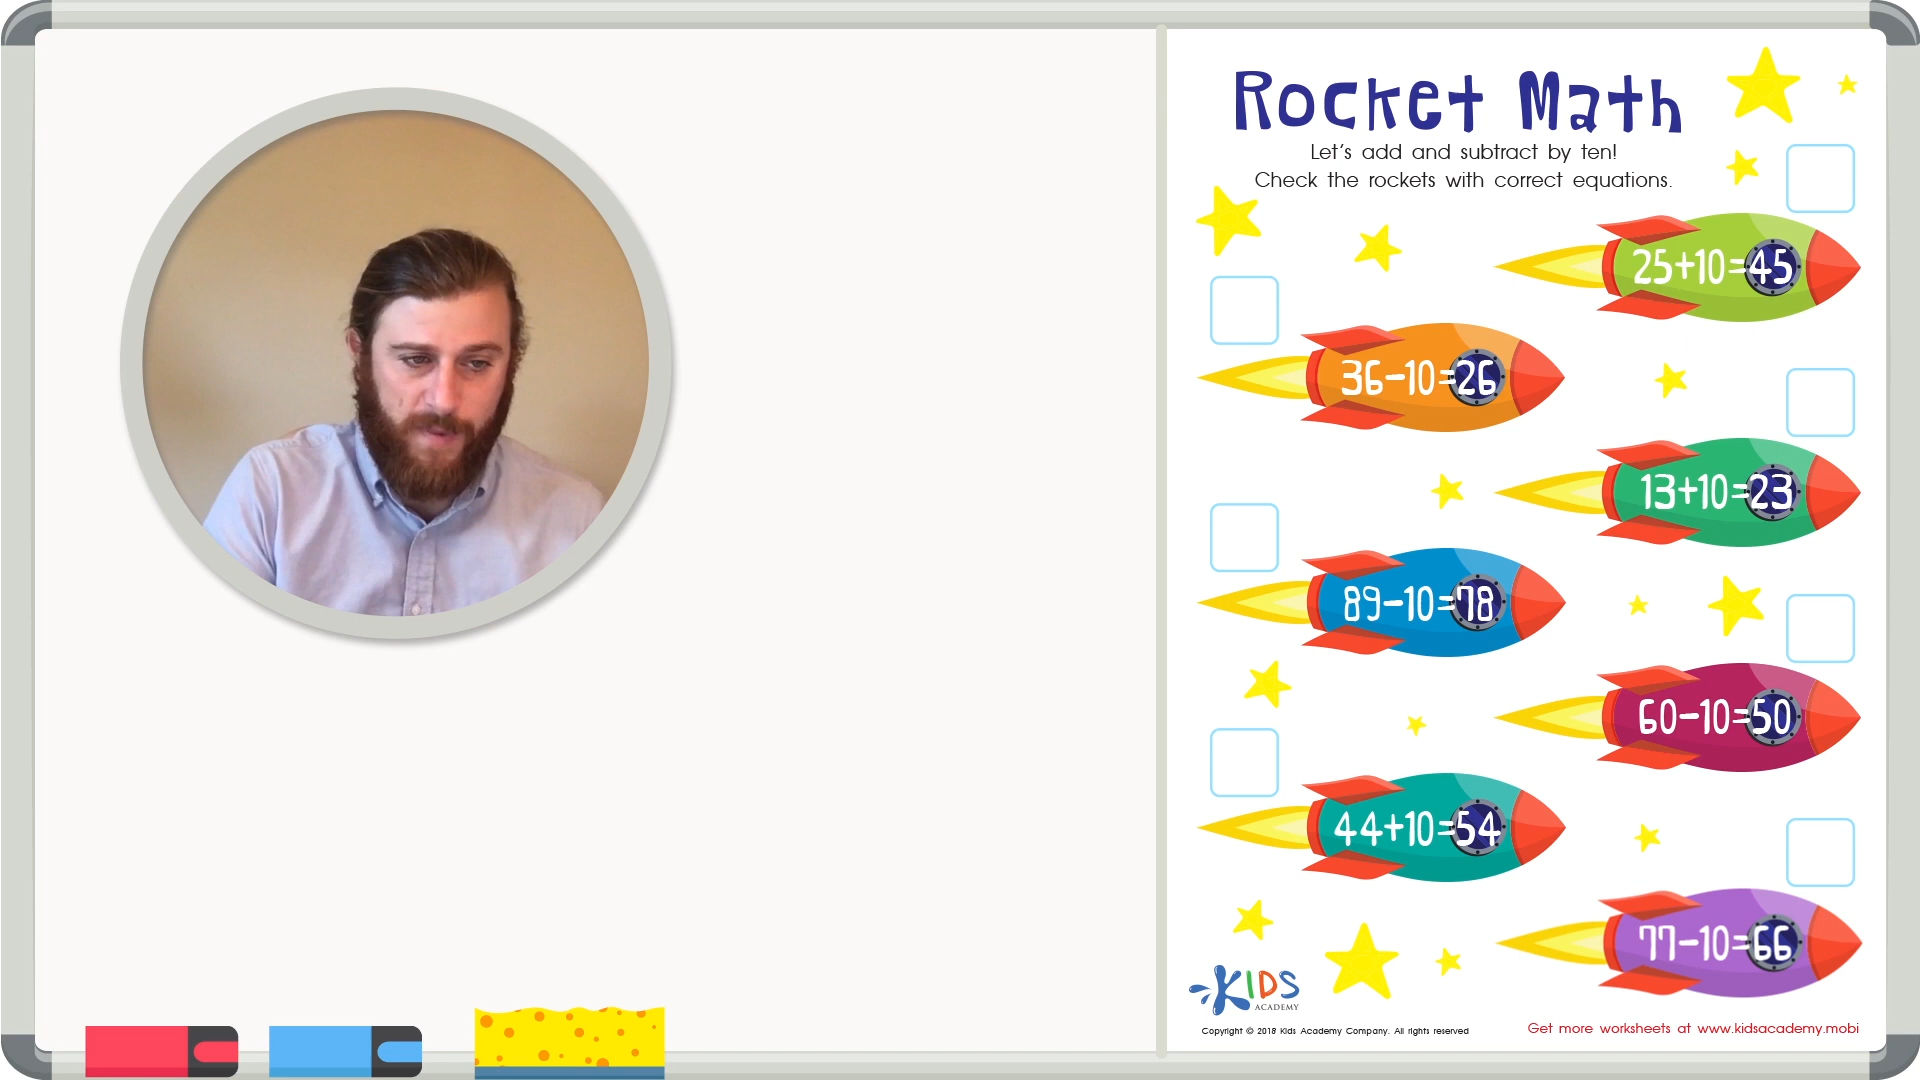 Rocket Math
Let's add and subtract by ten!
Check the rockets with correct equations.
25+10=45
36-10=26
13+10=23
89-10=78
60-10=50
44+10=54
77-10=66
KIDS
ACADEMY
Copyright © 2018 Kids Academy Company. All rights reserved
Get more worksheets at www.kidsacademy.mobi